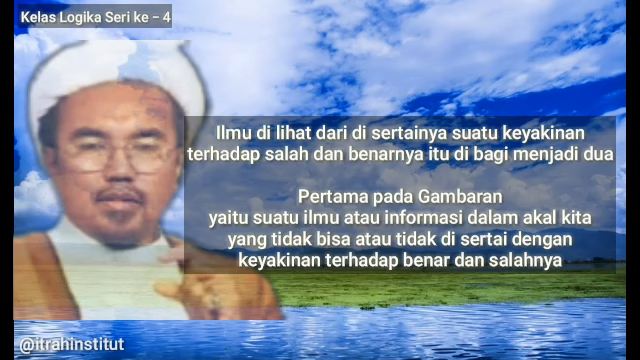 Kelas Logika Seri ke - 4
Ilmu di lihat dari di sertainya suatu keyakinan
terhadap salah dan benarnya itu di bagi menjadi dua
Pertama pada Gambaran
yaitu suatu ilmu atau informasi dalam akal kita
yang tidak bisa atau tidak di sertai dengan
keyakinan terhadap benar dan salahnya
@itrahinstitut